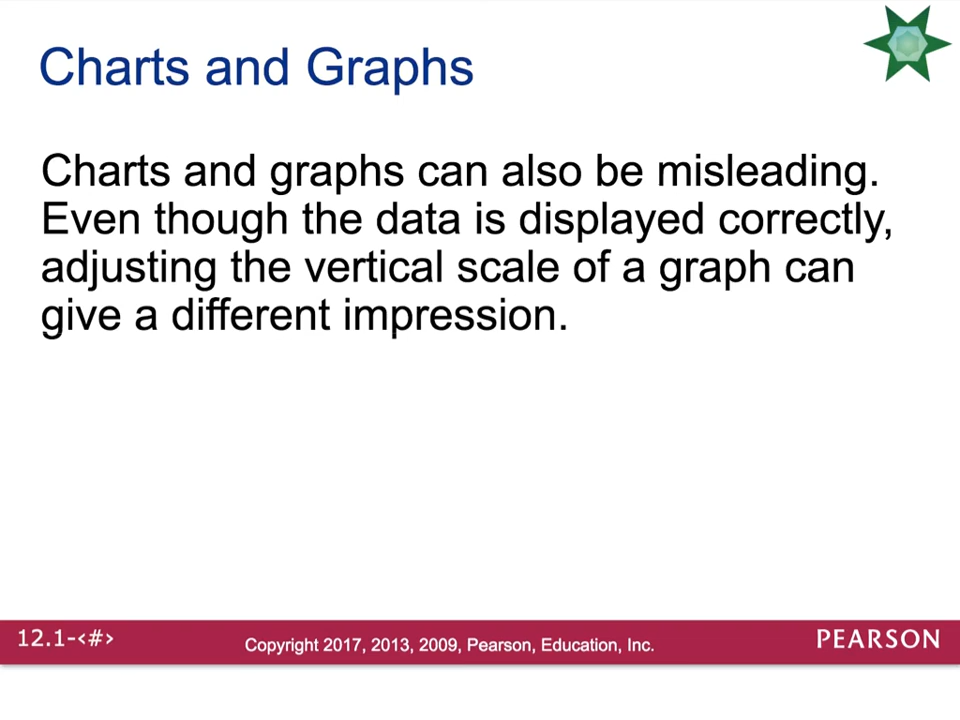 Charts and Graphs
Charts and graphs can also be misleading.
Even though the data is displayed correctly,
adjusting the vertical scale of a graph can
give a different impression.
12.1-‹#›
Copyright 2017, 2013, 2009, Pearson, Education, Inc.
PEARSON